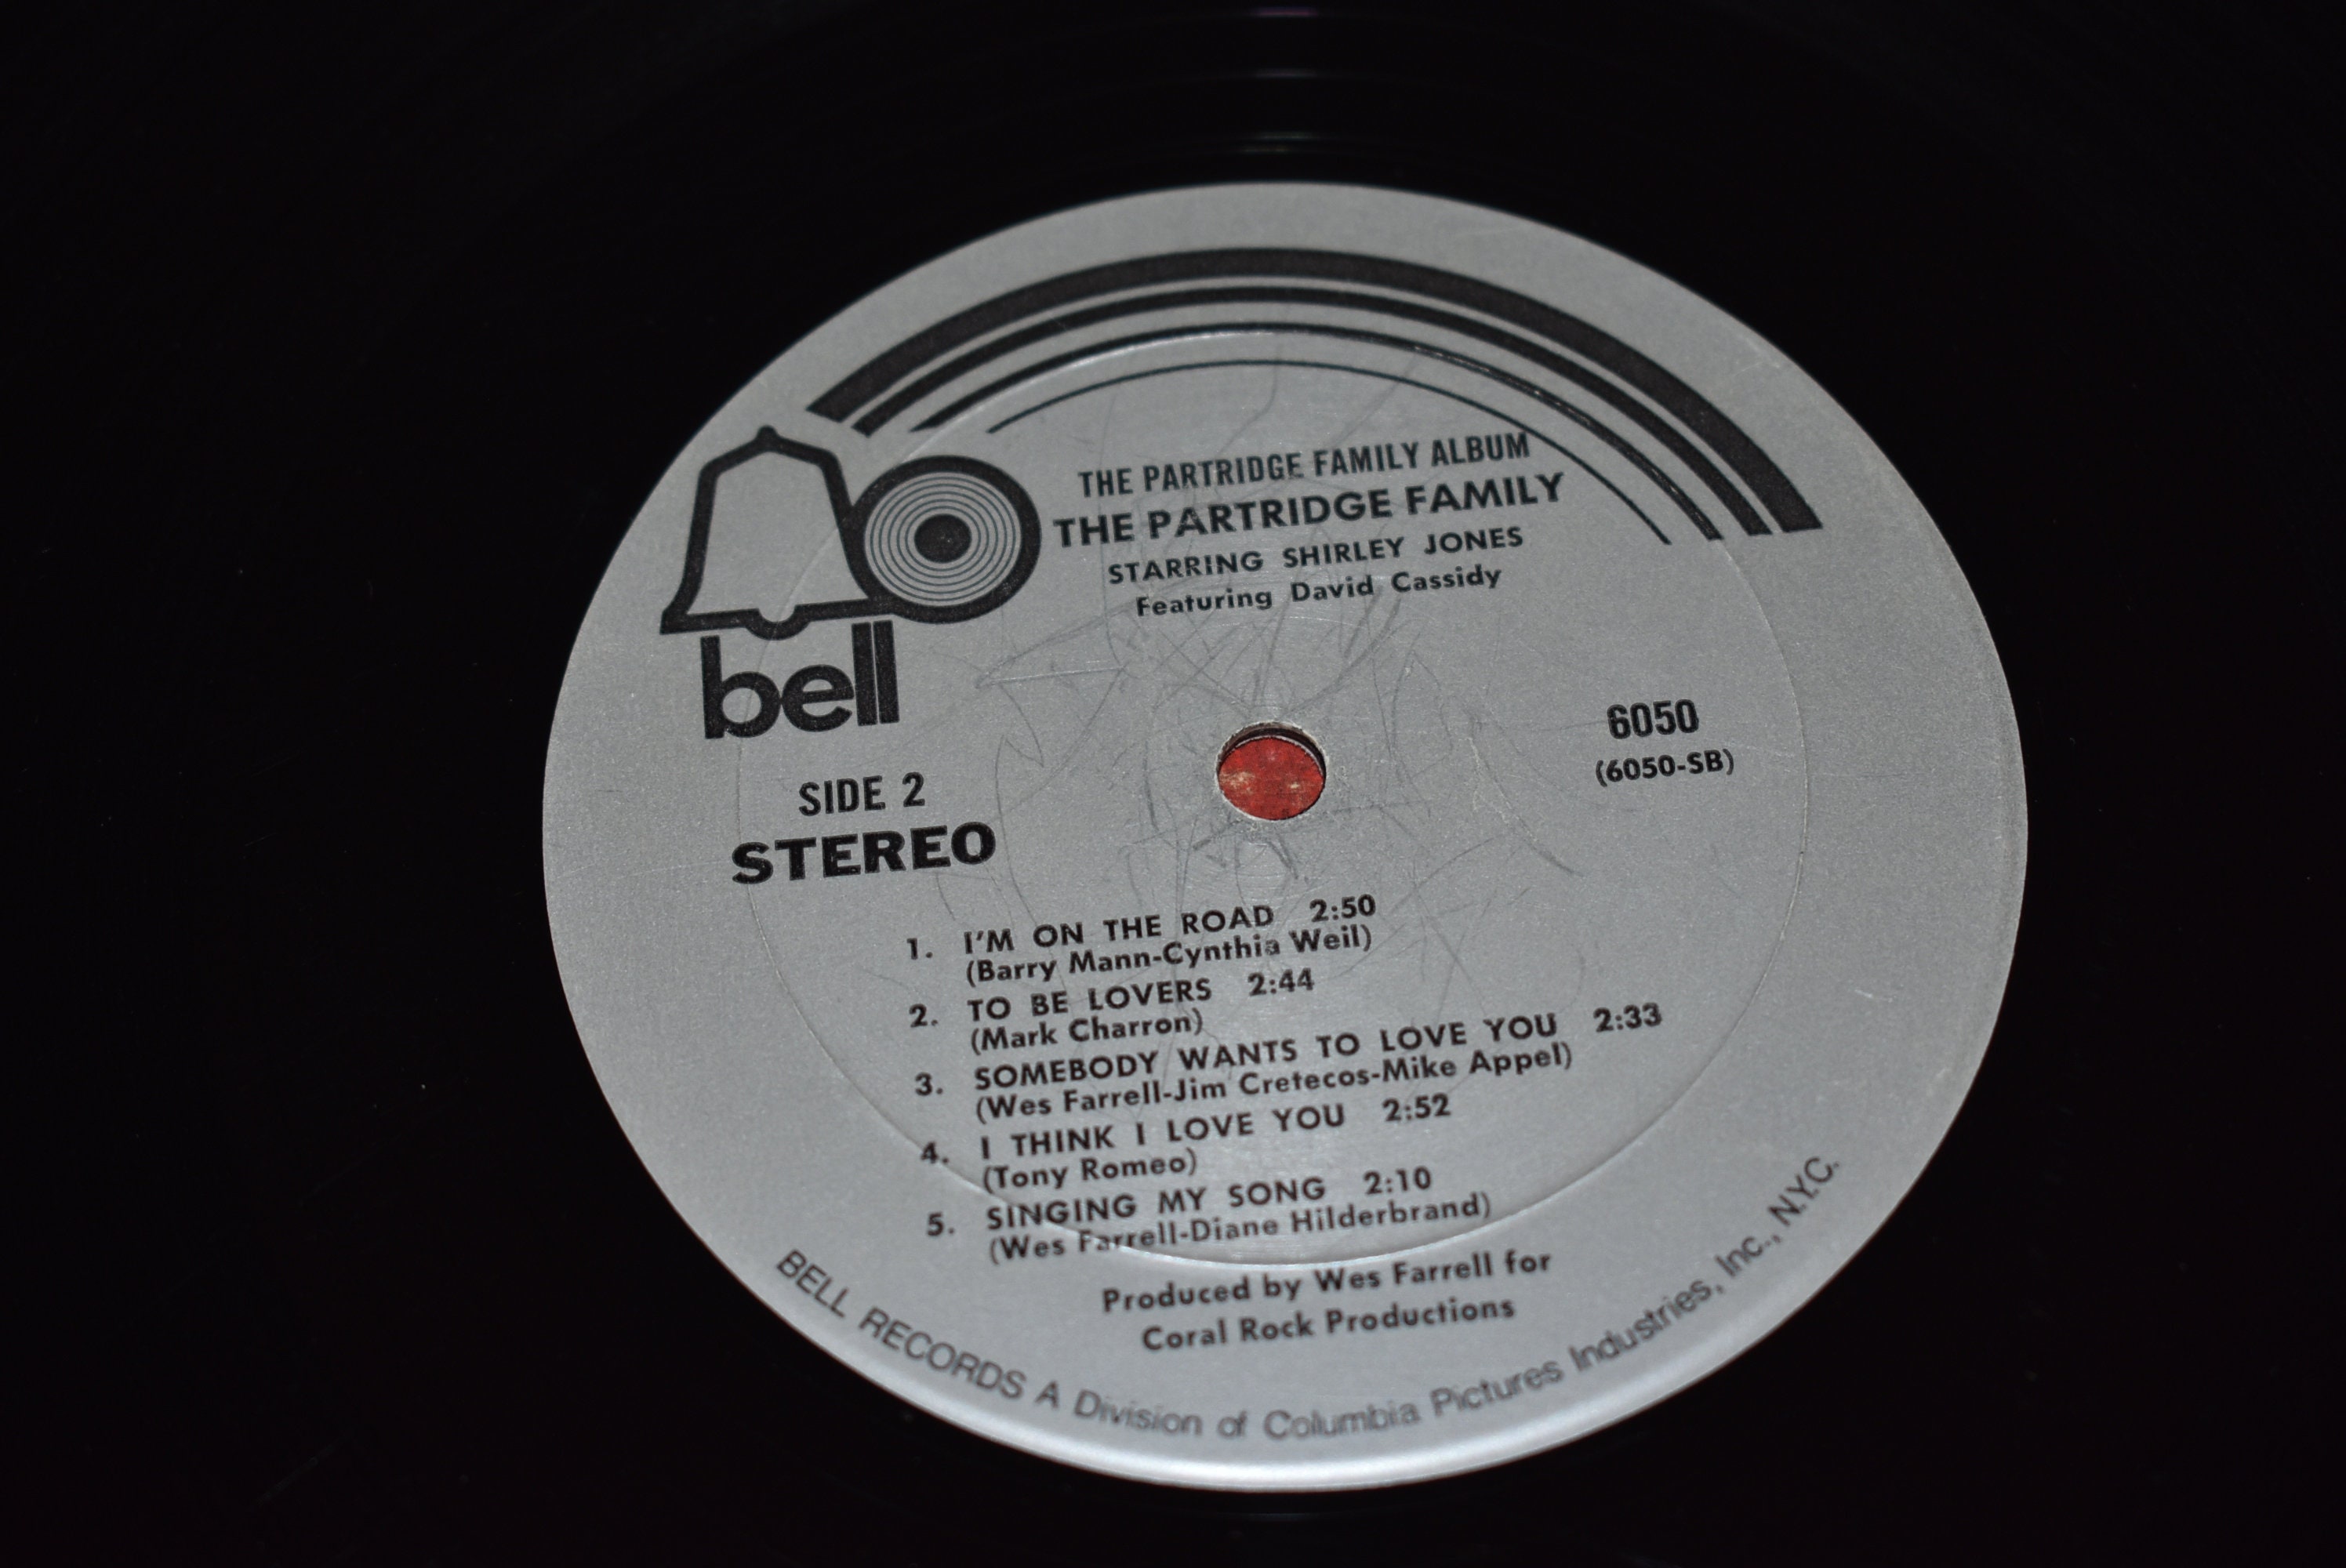 THE PARTRIDGE FAMILY ALBUM
THE PARTRIDGE FAMILY
STARRING SHIRLEY JONES
Featuring David Cassidy
bell
6050
(6050-SB)
SIDE 2
STEREO
1. I'M ON THE ROAD 2:50
(Barry Mann-Cynthia Weil)
2. TO BE LOVERS 2:44
(Mark Charron)
3. SOMEBODY WANTS TO LOVE YOU 2:33
(Wes Farrell-Jim Cretecos-Mike Appel)
4. I THINK I LOVE YOU 2:52
(Tony Romeo)
5. SINGING MY SONG 2:10
(Wes Farrell-Diane Hilderbrand)
Produced by Wes Farrell for
Coral Rock Productions
BELL RECORDS A Division of Columbia Pictures Industries, Inc., N.Y.C.